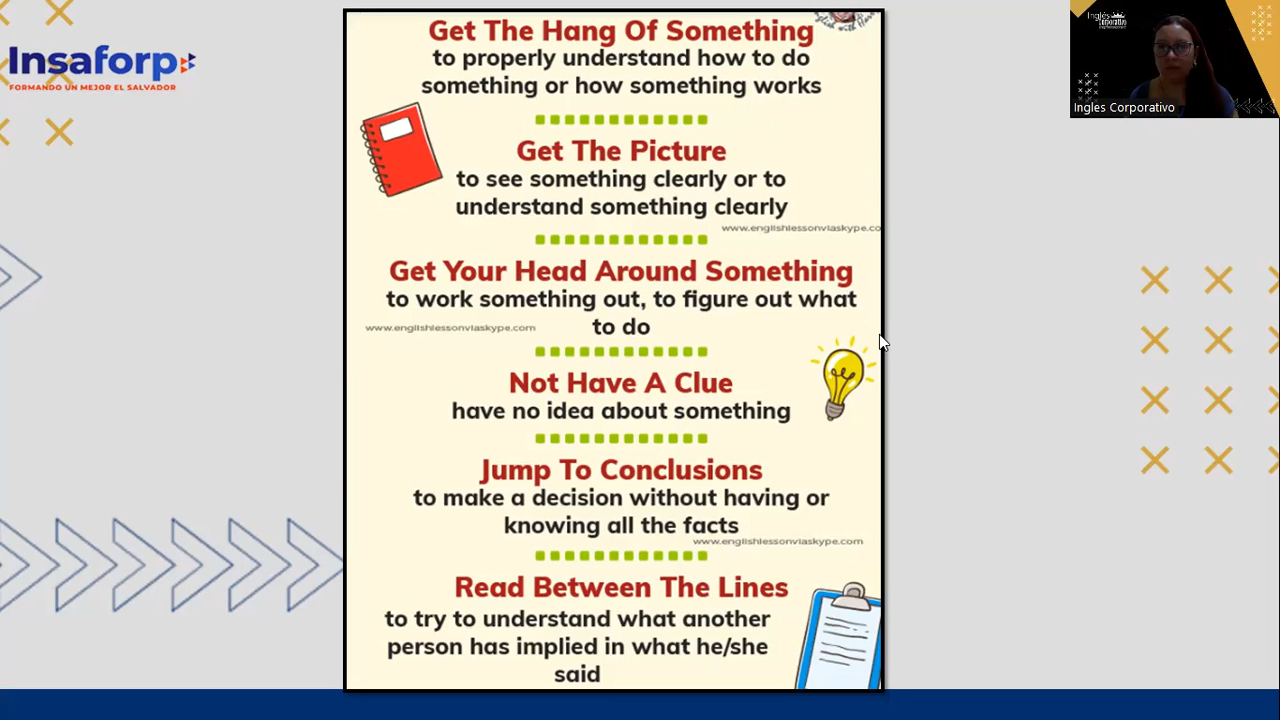 Insaforp
FORMANDO UN MEJOR EL SALVADOR
Get The Hang Of Something
to properly understand how to do
something or how something works
Get The Picture
to see something clearly or to
understand something clearly
www.englishlessonviaskype.co
Get Your Head Around Something
to work something out, to figure out what
to do
www.englishlessonviaskype.com
Not Have A Clue
have no idea about something
Jump To Conclusions
to make a decision without having or
knowing all the facts
www.englishlessonviaskype.com
Read Between The Lines
to try to understand what another
person has implied in what he/she
said
Inglés
Corporativo
Ingles Corporativo